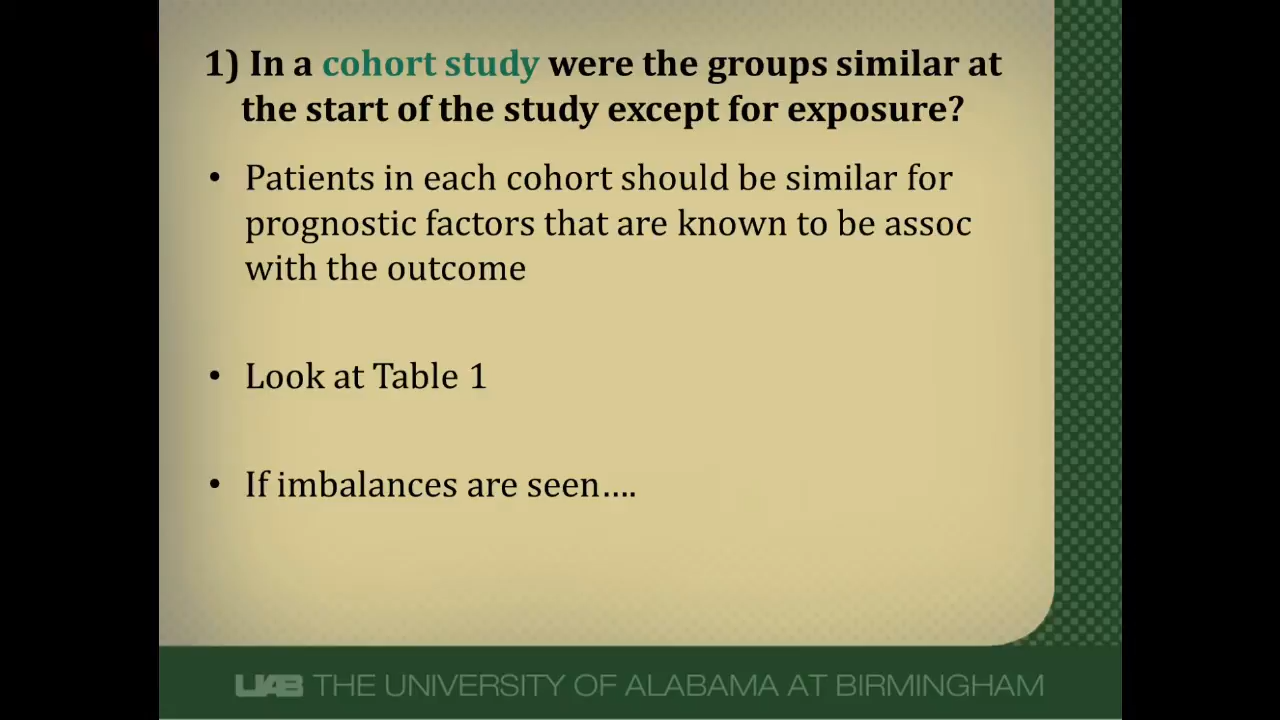 1) In a cohort study were the groups similar at
the start of the study except for exposure?
• Patients in each cohort should be similar for
prognostic factors that are known to be assoc
with the outcome
• Look at Table 1
• If imbalances are seen....
UAB THE UNIVERSITY OF ALABAMA AT BIRMINGHAM